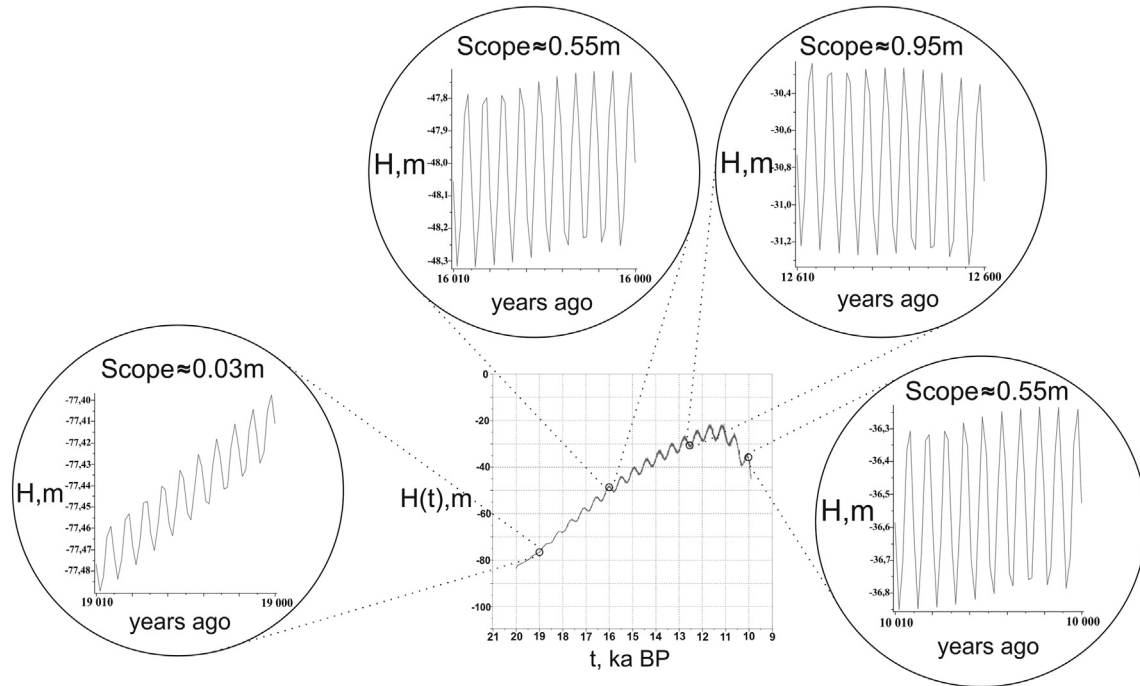 Scope≈0.55m
-47,8
-47,9
-48,0
-48,1
-48,2
-48,3
H,m
16 010
16 000
years ago
Scope≈0.95m
-30,4
-30,6
-30,8
-31,0
-31,2
H,m
12 610
12 600
years ago
Scope≈0.03m
-77,40
-77,41
-77,43
-77,44
-77,45
-77,46
-77,47
-77,48
H,m
19 010
19 000
years ago
0
-20
-40
-60
-80
-100
H(t),m
21 20 19 18 17 16 15 14 13 12 11 10 9
t, ka BP
Scope≈0.55m
-36,3
-36,4
-36,5
-36,6
-36,7
-36,8
H,m
10 010
10 000
years ago